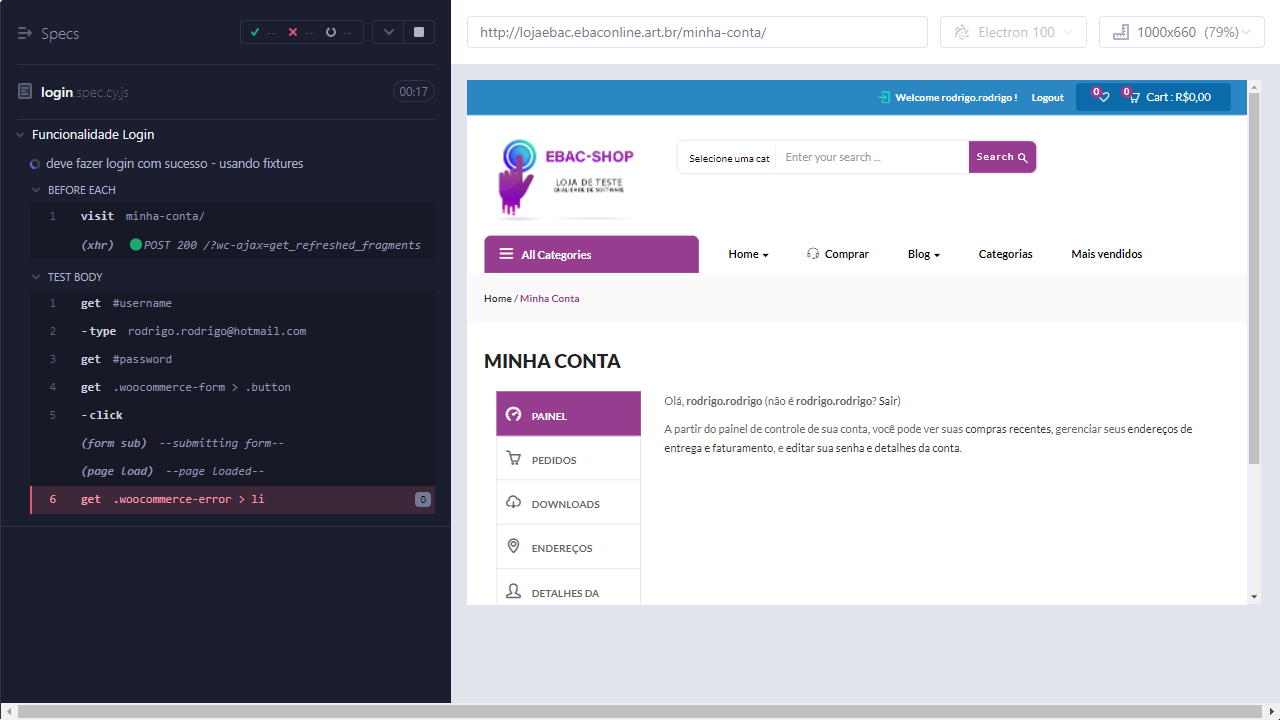 Specs
-- -- --
login.spec.cy.js 00:17
Funcionalidade Login
deve fazer login com sucesso - usando fixtures
BEFORE EACH
1 visit minha-conta/
(xhr) POST 200 /?wc-ajax=get_refreshed_fragments
TEST BODY
1 get #username
2 -type rodrigo.rodrigo@hotmail.com
3 get #password
4 get .woocommerce-form > .button
5 -click
(form sub) --submitting form--
(page load) --page loaded--
6 get .woocommerce-error > li 0
http://lojaebac.ebaconline.art.br/minha-conta/ Electron 100 1000x660 (79%)
Welcome rodrigo.rodrigo ! Logout 0 0 Cart : R$0,00
EBAC-SHOP
LOJA DE TESTE
QUALIDADE DE SOFTWARE
Selecione uma cat Enter your search ... Search
All Categories Home Comprar Blog Categorias Mais vendidos
Home / Minha Conta
MINHA CONTA
PAINEL
PEDIDOS
DOWNLOADS
ENDEREÇOS
DETALHES DA
Olá, rodrigo.rodrigo (não é rodrigo.rodrigo? Sair)
A partir do painel de controle de sua conta, você pode ver suas compras recentes, gerenciar seus endereços de
entrega e faturamento, e editar sua senha e detalhes da conta.